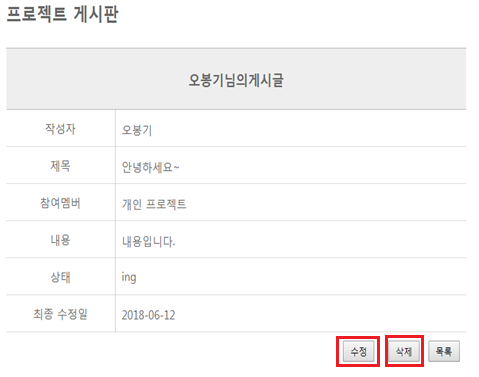 프로젝트 게시판
오봉기님의게시글
작성자 오봉기
제목 안녕하세요~
참여멤버 개인 프로젝트
내용 내용입니다.
상태 ing
최종 수정일 2018-06-12
수정 삭제 목록